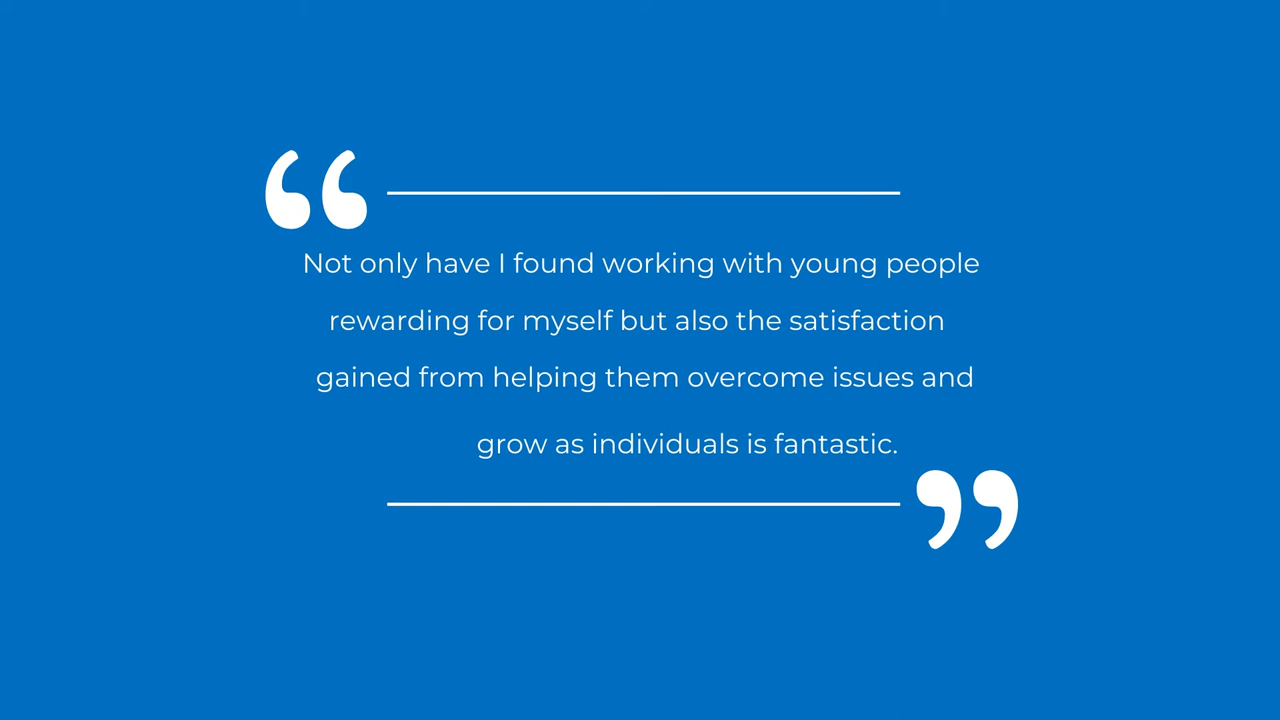 “
Not only have I found working with young people
rewarding for myself but also the satisfaction
gained from helping them overcome issues and
grow as individuals is fantastic.
”